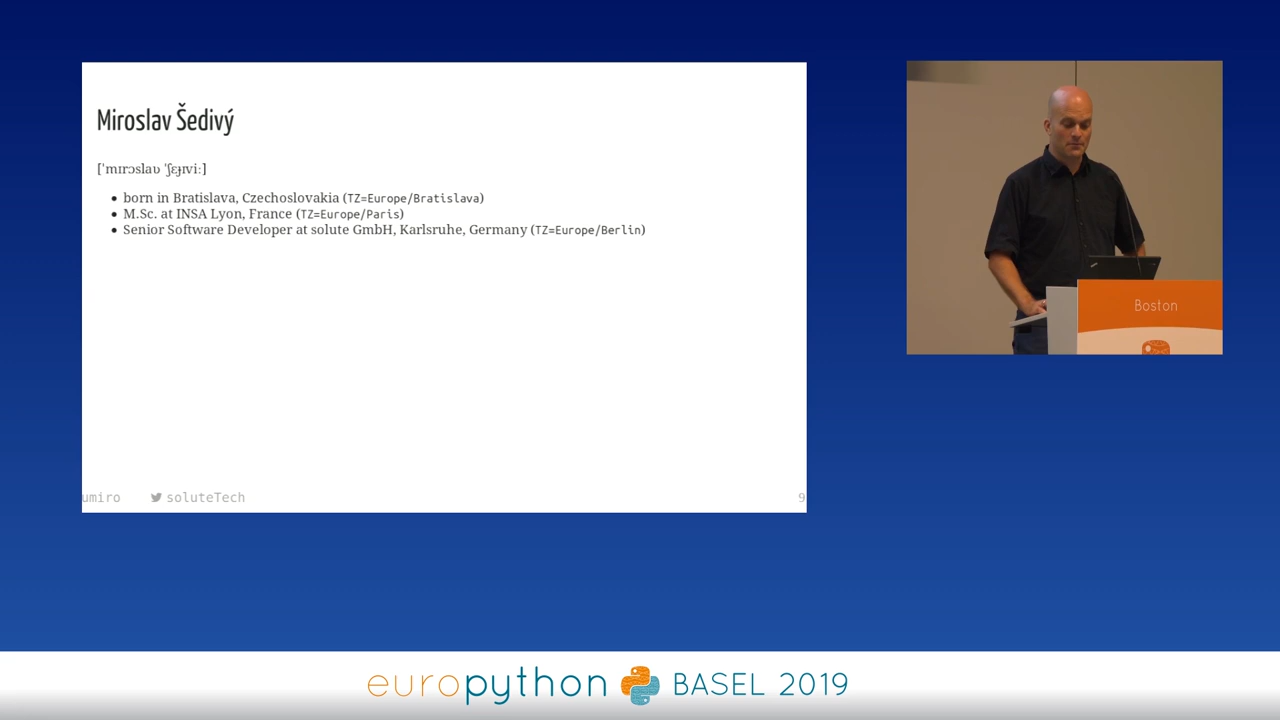 Miroslav Šedivý
[ˈmɪrɔslaʋ ˈʃɛɟɪviː]
• born in Bratislava, Czechoslovakia (TZ=Europe/Bratislava)
• M.Sc. at INSA Lyon, France (TZ=Europe/Paris)
• Senior Software Developer at solute GmbH, Karlsruhe, Germany (TZ=Europe/Berlin)
umiro soluteTech 9
Boston
europython BASEL 2019